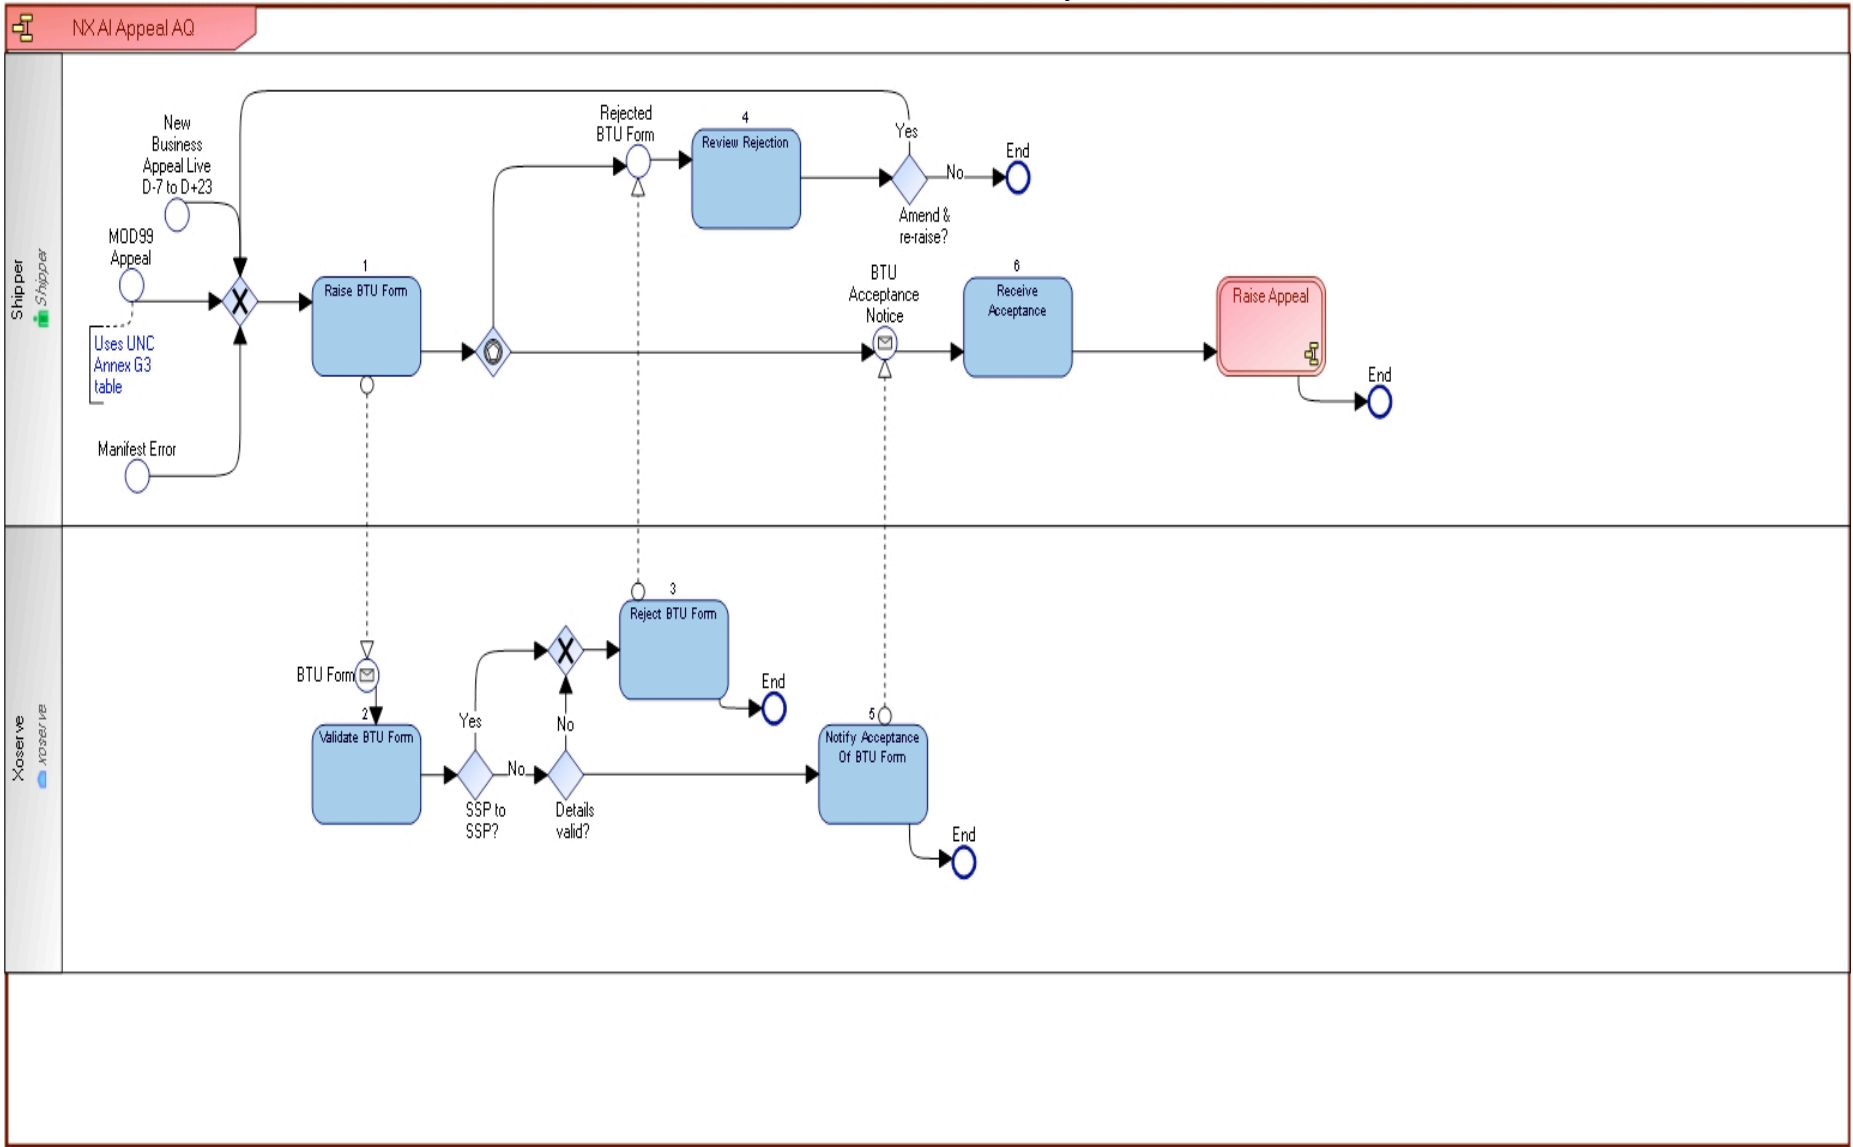 NX AI Appeal AQ
Shipper
Shipper
New
Business
Appeal Live
D-7 to D+23
MOD99
Appeal
Uses UNC
Annex G3
table
Manifest Error
1
Raise BTU Form
Rejected
BTU Form
4
Review Rejection
Yes
No
End
Amend &
re-raise?
BTU
Acceptance
Notice
6
Receive
Acceptance
Raise Appeal
End
Xoserve
xoserve
BTU Form
2
Validate BTU Form
Yes
No
SSP to
SSP?
No
Details
valid?
3
Reject BTU Form
End
5
Notify Acceptance
Of BTU Form
End